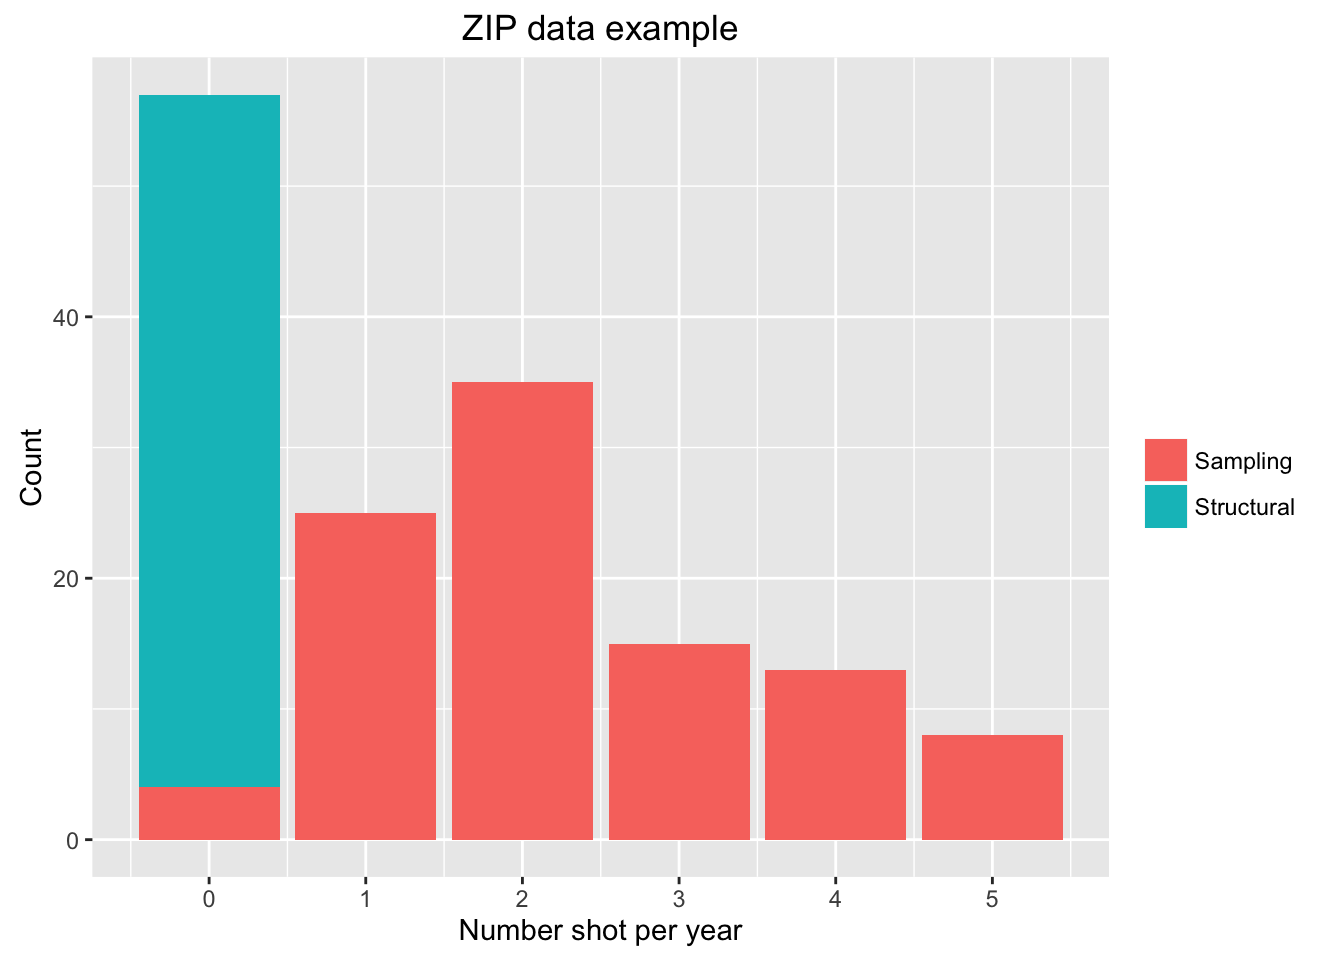 ZIP data example
Count
40
20
0
0 1 2 3 4 5
Number shot per year
Sampling
Structural